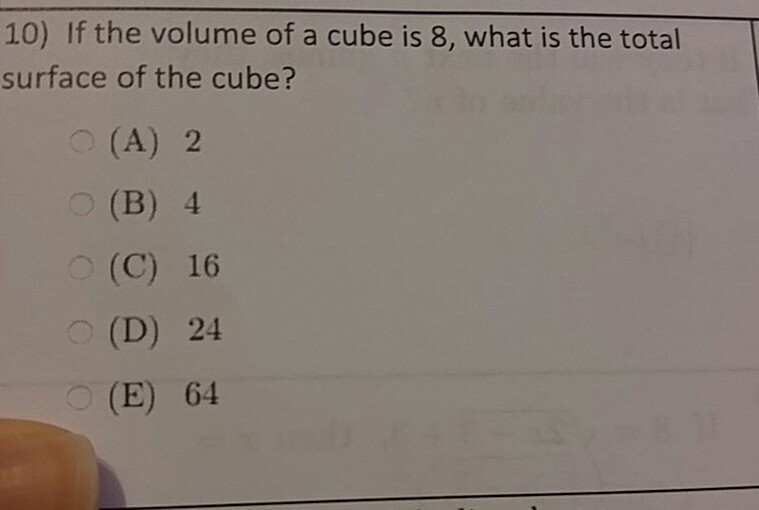 10) If the volume of a cube is 8, what is the total
surface of the cube?
(A) 2
(B) 4
(C) 16
(D) 24
(E) 64